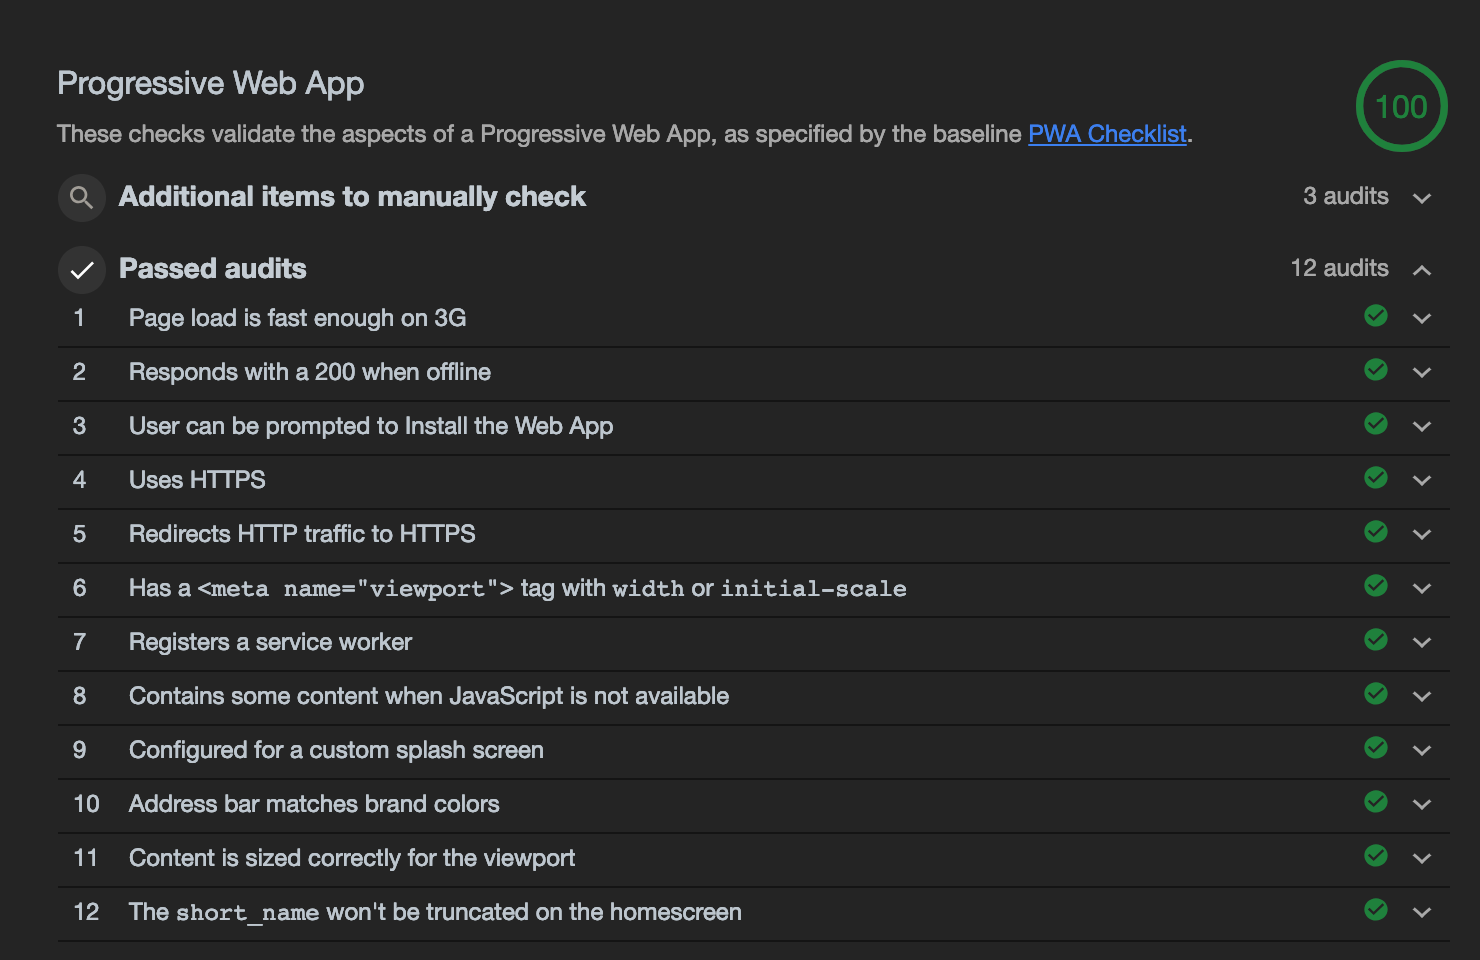 Progressive Web App
100
These checks validate the aspects of a Progressive Web App, as specified by the baseline PWA Checklist.
Additional items to manually check 3 audits
Passed audits 12 audits
1 Page load is fast enough on 3G
2 Responds with a 200 when offline
3 User can be prompted to Install the Web App
4 Uses HTTPS
5 Redirects HTTP traffic to HTTPS
6 Has a <meta name="viewport"> tag with width or initial-scale
7 Registers a service worker
8 Contains some content when JavaScript is not available
9 Configured for a custom splash screen
10 Address bar matches brand colors
11 Content is sized correctly for the viewport
12 The short_name won't be truncated on the homescreen